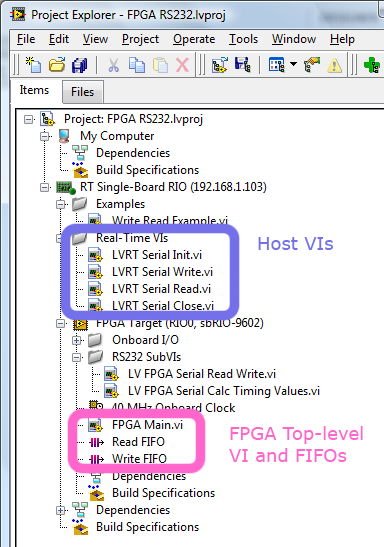 Project Explorer - FPGA RS232.lvproj
File Edit View Project Operate Tools Window Help
Items Files
Project: FPGA RS232.lvproj
My Computer
Dependencies
Build Specifications
RT Single-Board RIO (192.168.1.103)
Examples
Write Read Example.vi
Real-Time VIs
LVRT Serial Init.vi
LVRT Serial Write.vi
LVRT Serial Read.vi
LVRT Serial Close.vi
Host VIs
FPGA Target (RIO0, sbRIO-9602)
Onboard I/O
RS232 SubVIs
LV FPGA Serial Read Write.vi
LV FPGA Serial Calc Timing Values.vi
40 MHz Onboard Clock
FPGA Main.vi
Read FIFO
Write FIFO
FPGA Top-level
VI and FIFOs
Dependencies
Build Specifications
Dependencies
Build Specifications